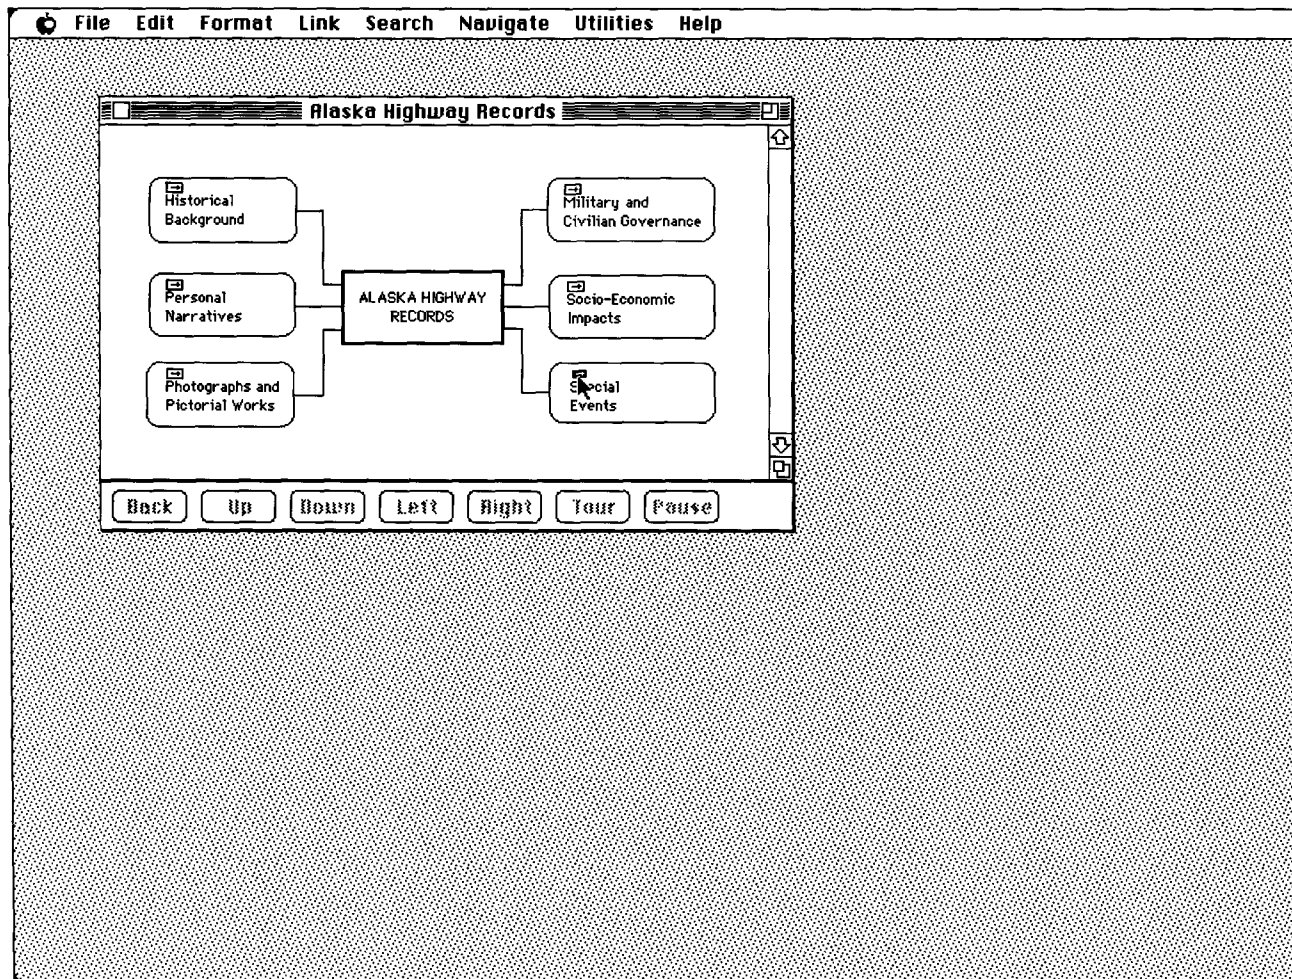 File Edit Format Link Search Navigate Utilities Help
Alaska Highway Records
Historical
Background
Military and
Civilian Governance
Personal
Narratives
ALASKA HIGHWAY
RECORDS
Socio-Economic
Impacts
Photographs and
Pictorial Works
Special
Events
Back Up Down Left Right Tour Pause